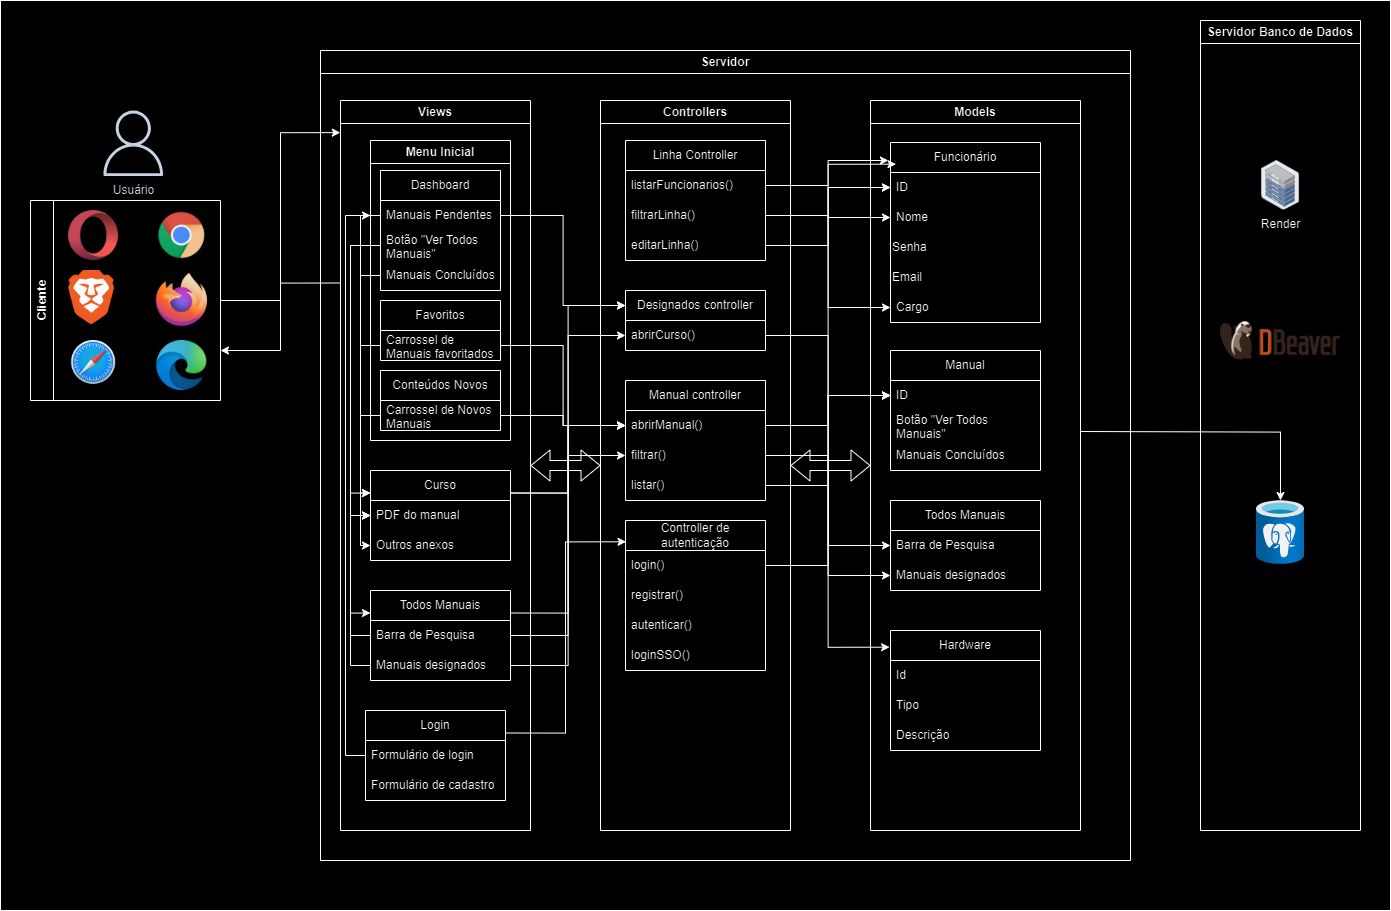 Servidor Banco de Dados
Servidor
Views
Controllers
Models
Usuário
Cliente
Menu Inicial
Dashboard
Manuais Pendentes
Botão "Ver Todos
Manuais"
Manuais Concluídos
Favoritos
Carrossel de
Manuais favoritados
Conteúdos Novos
Carrossel de Novos
Manuais
Curso
PDF do manual
Outros anexos
Todos Manuais
Barra de Pesquisa
Manuais designados
Login
Formulário de login
Formulário de cadastro
Linha Controller
listarFuncionarios()
filtrarLinha()
editarLinha()
Designados controller
abrirCurso()
Manual controller
abrirManual()
filtrar()
listar()
Controller de
autenticação
login()
registrar()
autenticar()
loginSSO()
Funcionário
ID
Nome
Senha
Email
Cargo
Manual
ID
Botão "Ver Todos
Manuais"
Manuais Concluídos
Todos Manuais
Barra de Pesquisa
Manuais designados
Hardware
Id
Tipo
Descrição
Render
DBeaver